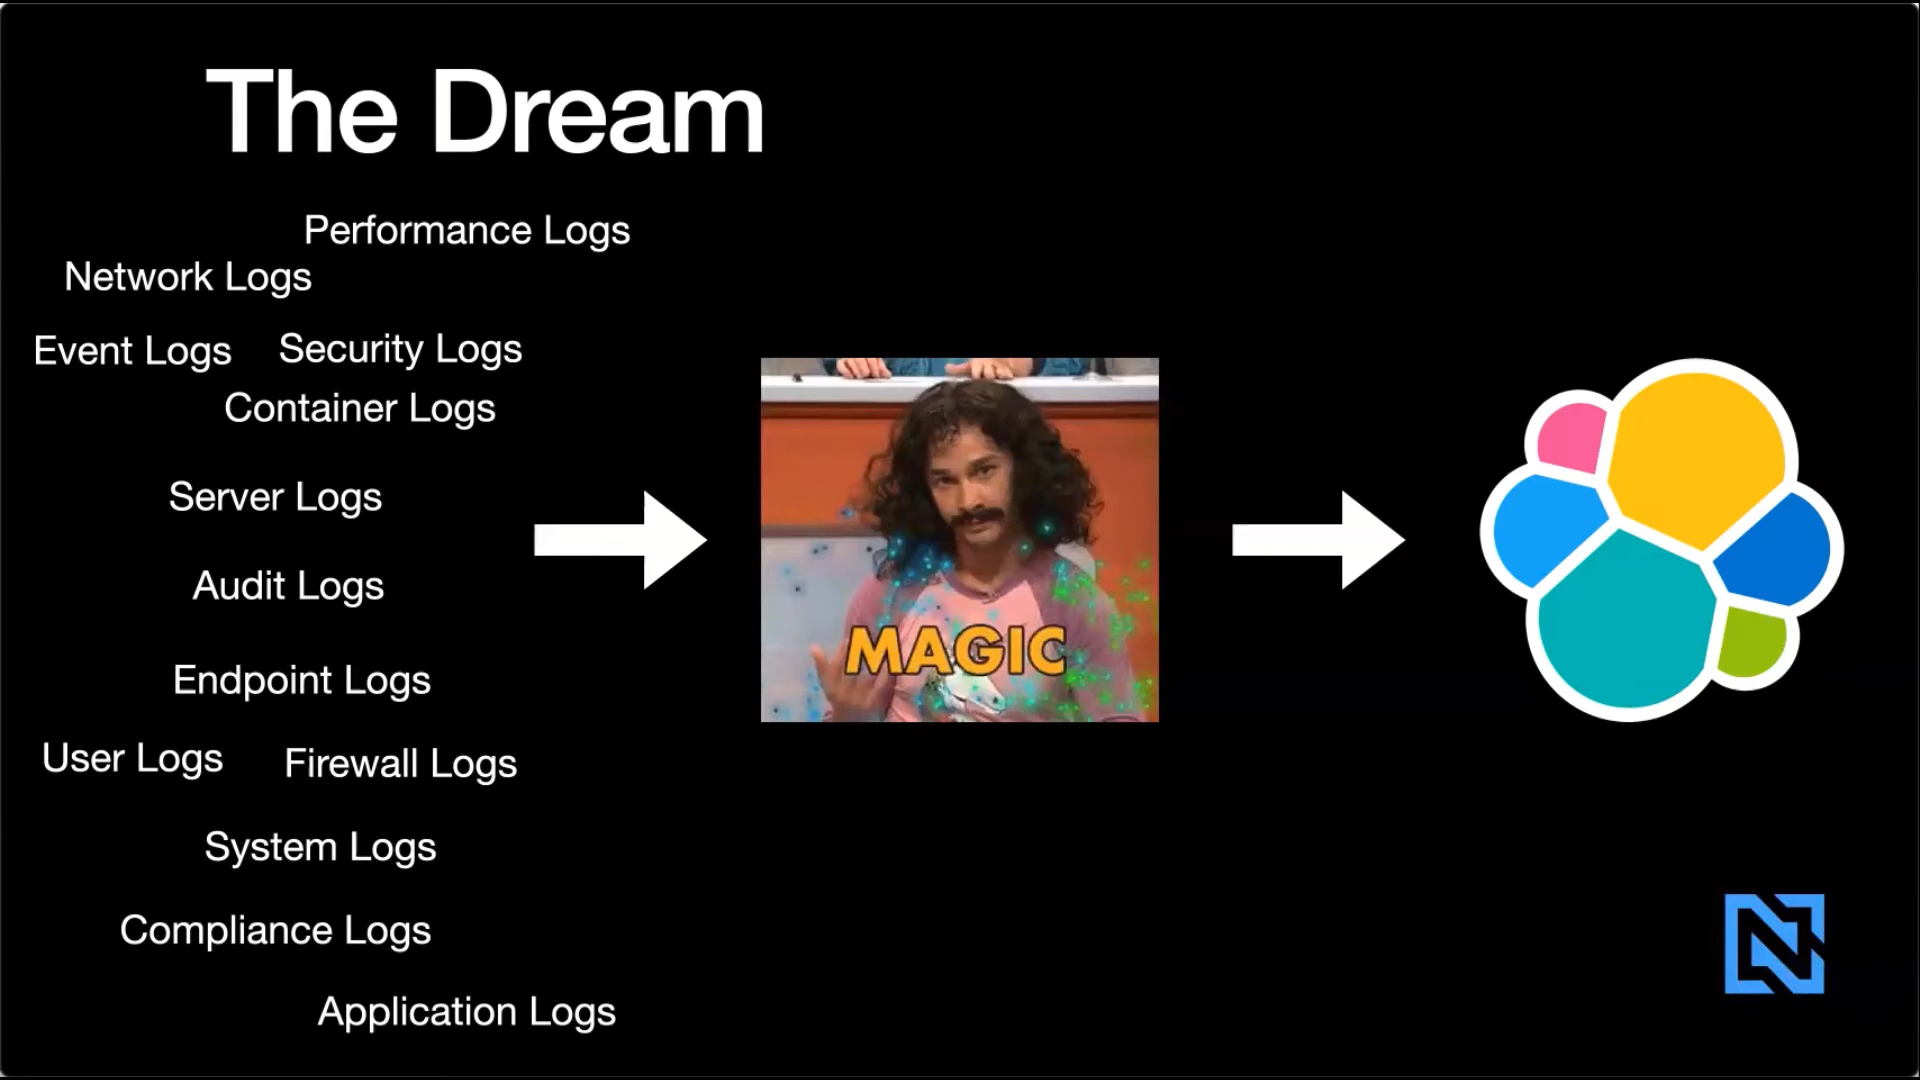 The Dream
Performance Logs
Network Logs
Event Logs
Security Logs
Container Logs
Server Logs
Audit Logs
Endpoint Logs
MAGIC
User Logs
Firewall Logs
System Logs
Compliance Logs
Application Logs